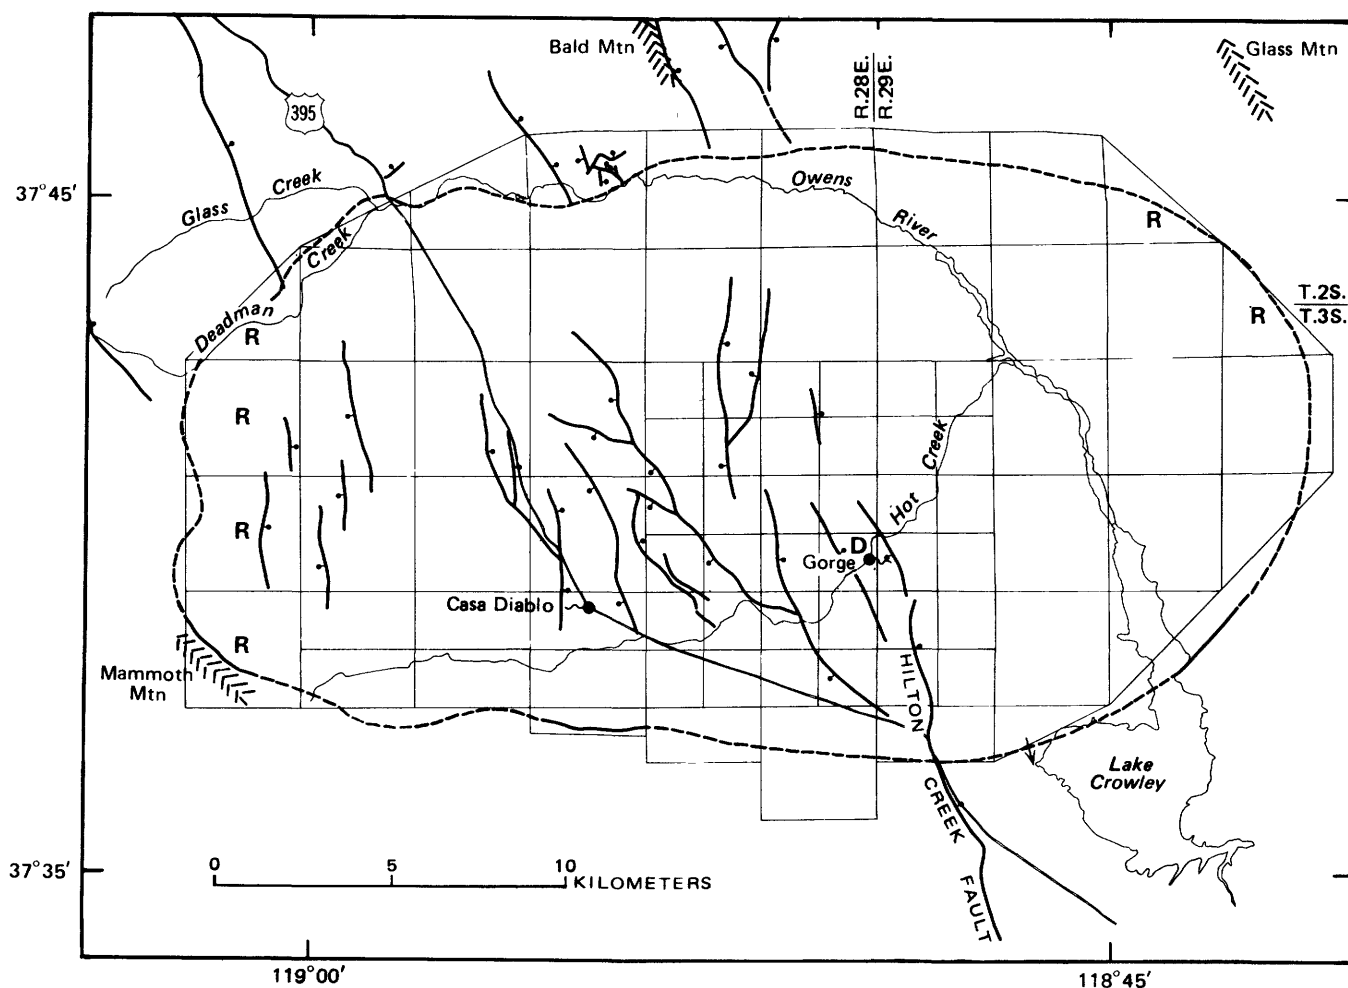 Bald Mtn
Glass Mtn
R.28E.
R.29E.
395
37°45′
Glass Creek
Deadman Creek
Owens River
R
R
T.2S.
T.3S.
R
R
R
R
Hot Creek
D
Gorge
Casa Diablo
Mammoth
Mtn
HILTON CREEK FAULT
Lake
Crowley
37°35′
0 5 10
KILOMETERS
119°00′
118°45′